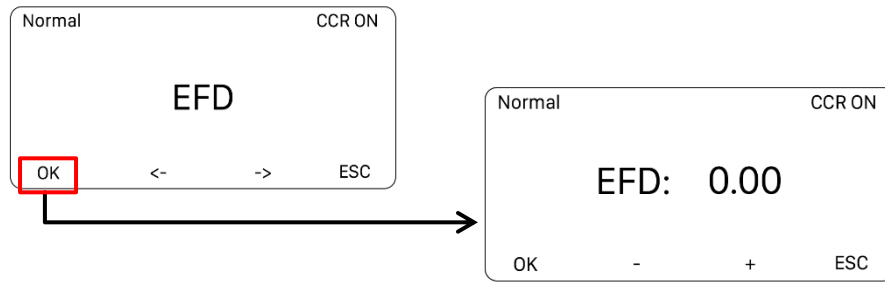 Normal CCR ON
EFD
OK <- -> ESC
Normal CCR ON
EFD: 0.00
OK - + ESC